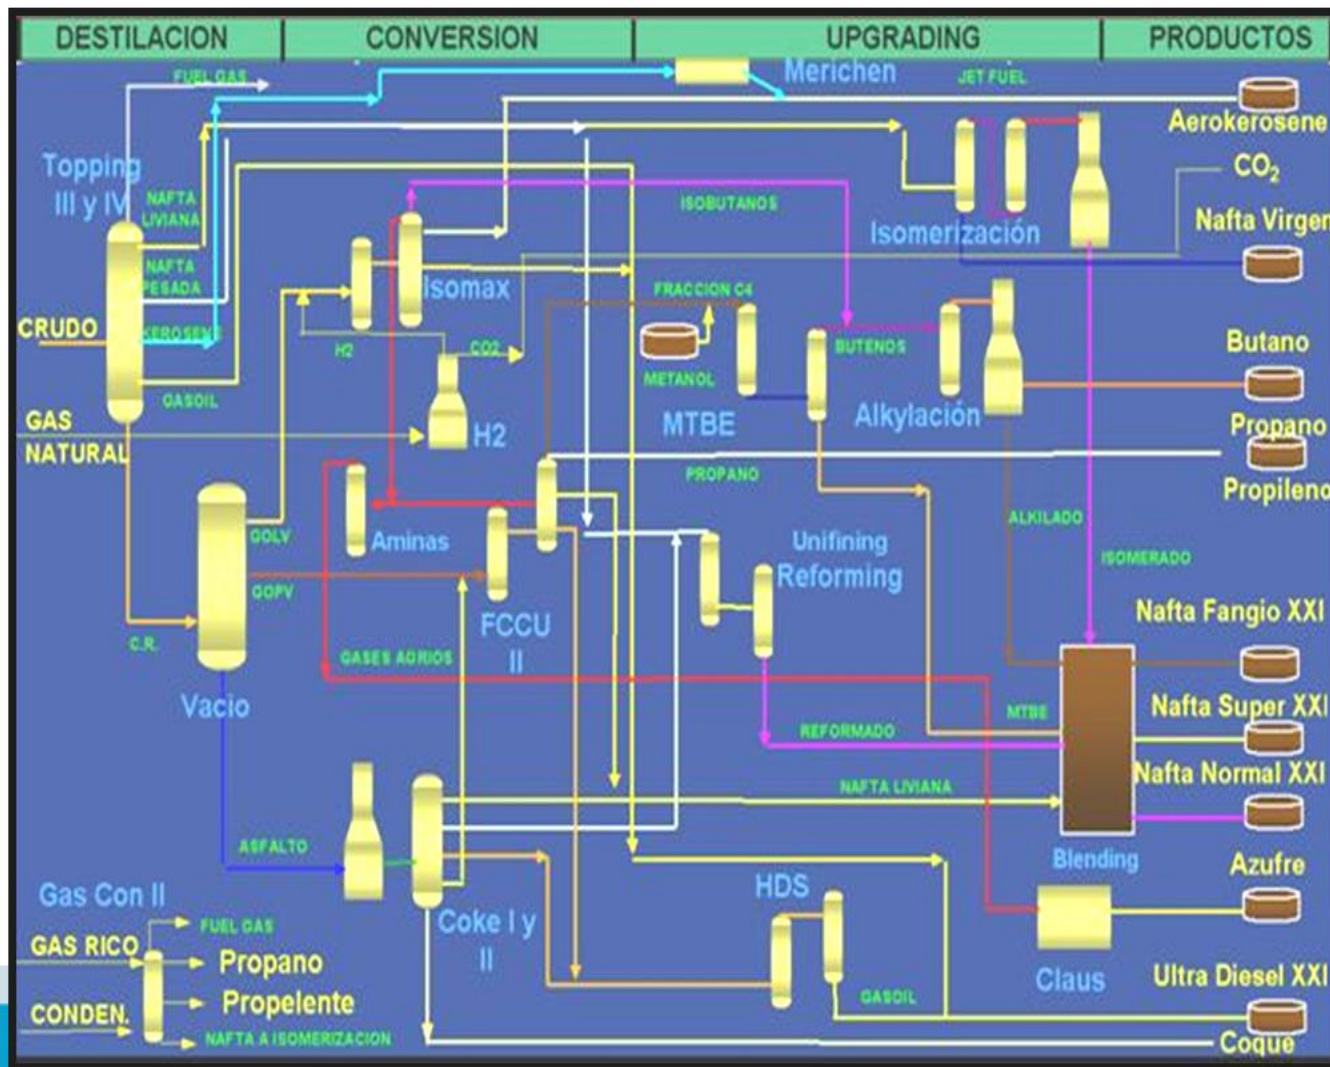 DESTILACION
CONVERSION
UPGRADING
PRODUCTOS
FUEL GAS
Merichen
JET FUEL
Aerokerosene
Topping
III y IV
NAFTA
LIVIANA
ISOBUTANOS
CO2
Isomerización
Nafta Virgen
NAFTA
PESADA
Isomax
FRACCION C4
CRUDO
KEROSENE
H2
CO2
BUTENOS
Butano
METANOL
GASOIL
MTBE
Alkylación
GAS
NATURAL
H2
Propano
PROPANO
Propileno
GOLV
Aminas
ALKILADO
Unifining
Reforming
ISOMERADO
GOPV
FCCU
II
Nafta Fangio XXI
C.R.
GASES AGRIOS
Vacio
MTBE
Nafta Super XXI
REFORMADO
Nafta Normal XXI
NAFTA LIVIANA
ASFALTO
Blending
Azufre
Gas Con II
HDS
FUEL GAS
Coke I y
II
GAS RICO
Propano
Claus
Ultra Diesel XXI
Propelente
GASOIL
CONDEN.
NAFTA A ISOMERIZACION
Coque